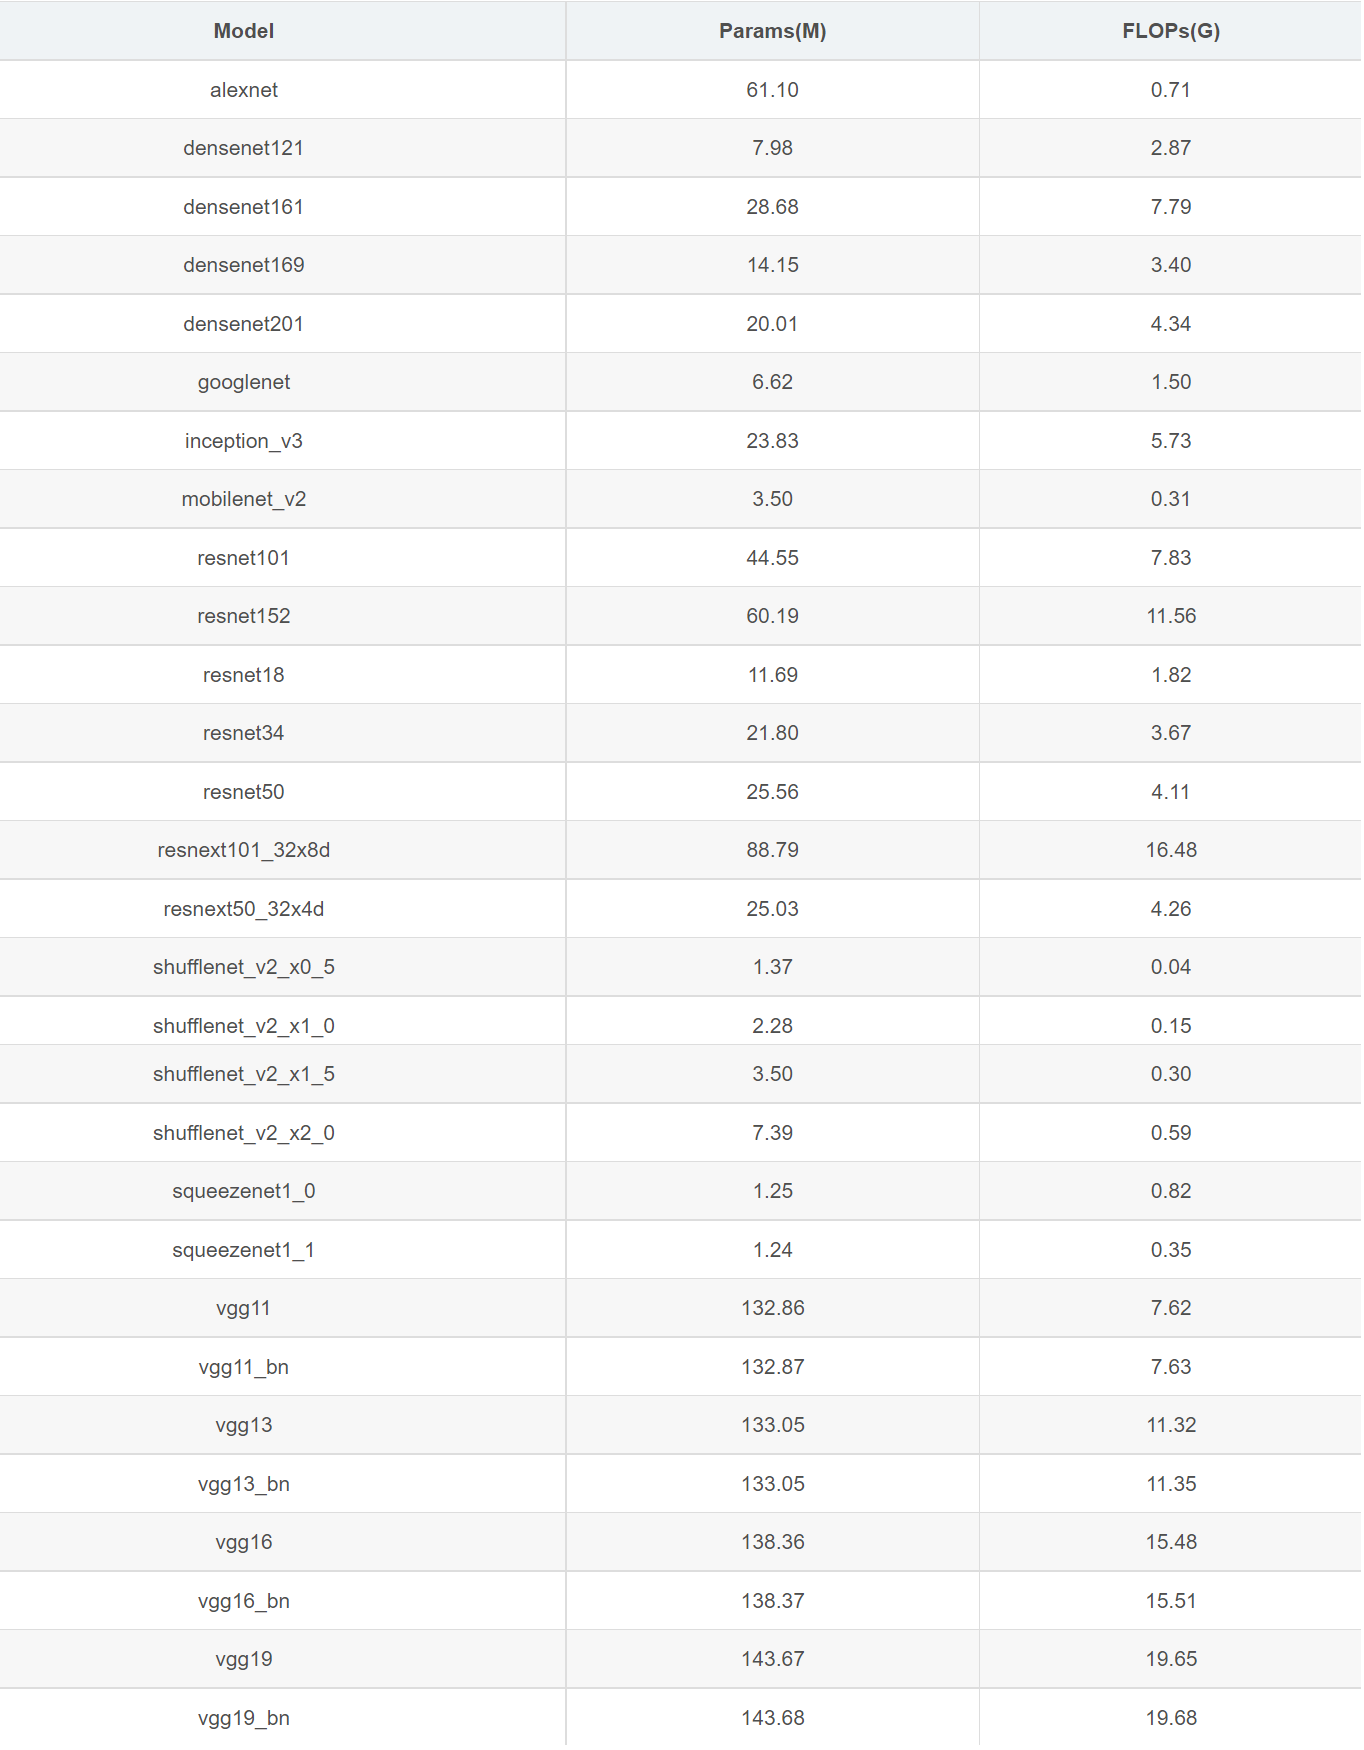 Model Params(M) FLOPs(G)
alexnet 61.10 0.71
densenet121 7.98 2.87
densenet161 28.68 7.79
densenet169 14.15 3.40
densenet201 20.01 4.34
googlenet 6.62 1.50
inception_v3 23.83 5.73
mobilenet_v2 3.50 0.31
resnet101 44.55 7.83
resnet152 60.19 11.56
resnet18 11.69 1.82
resnet34 21.80 3.67
resnet50 25.56 4.11
resnext101_32x8d 88.79 16.48
resnext50_32x4d 25.03 4.26
shufflenet_v2_x0_5 1.37 0.04
shufflenet_v2_x1_0 2.28 0.15
shufflenet_v2_x1_5 3.50 0.30
shufflenet_v2_x2_0 7.39 0.59
squeezenet1_0 1.25 0.82
squeezenet1_1 1.24 0.35
vgg11 132.86 7.62
vgg11_bn 132.87 7.63
vgg13 133.05 11.32
vgg13_bn 133.05 11.35
vgg16 138.36 15.48
vgg16_bn 138.37 15.51
vgg19 143.67 19.65
vgg19_bn 143.68 19.68